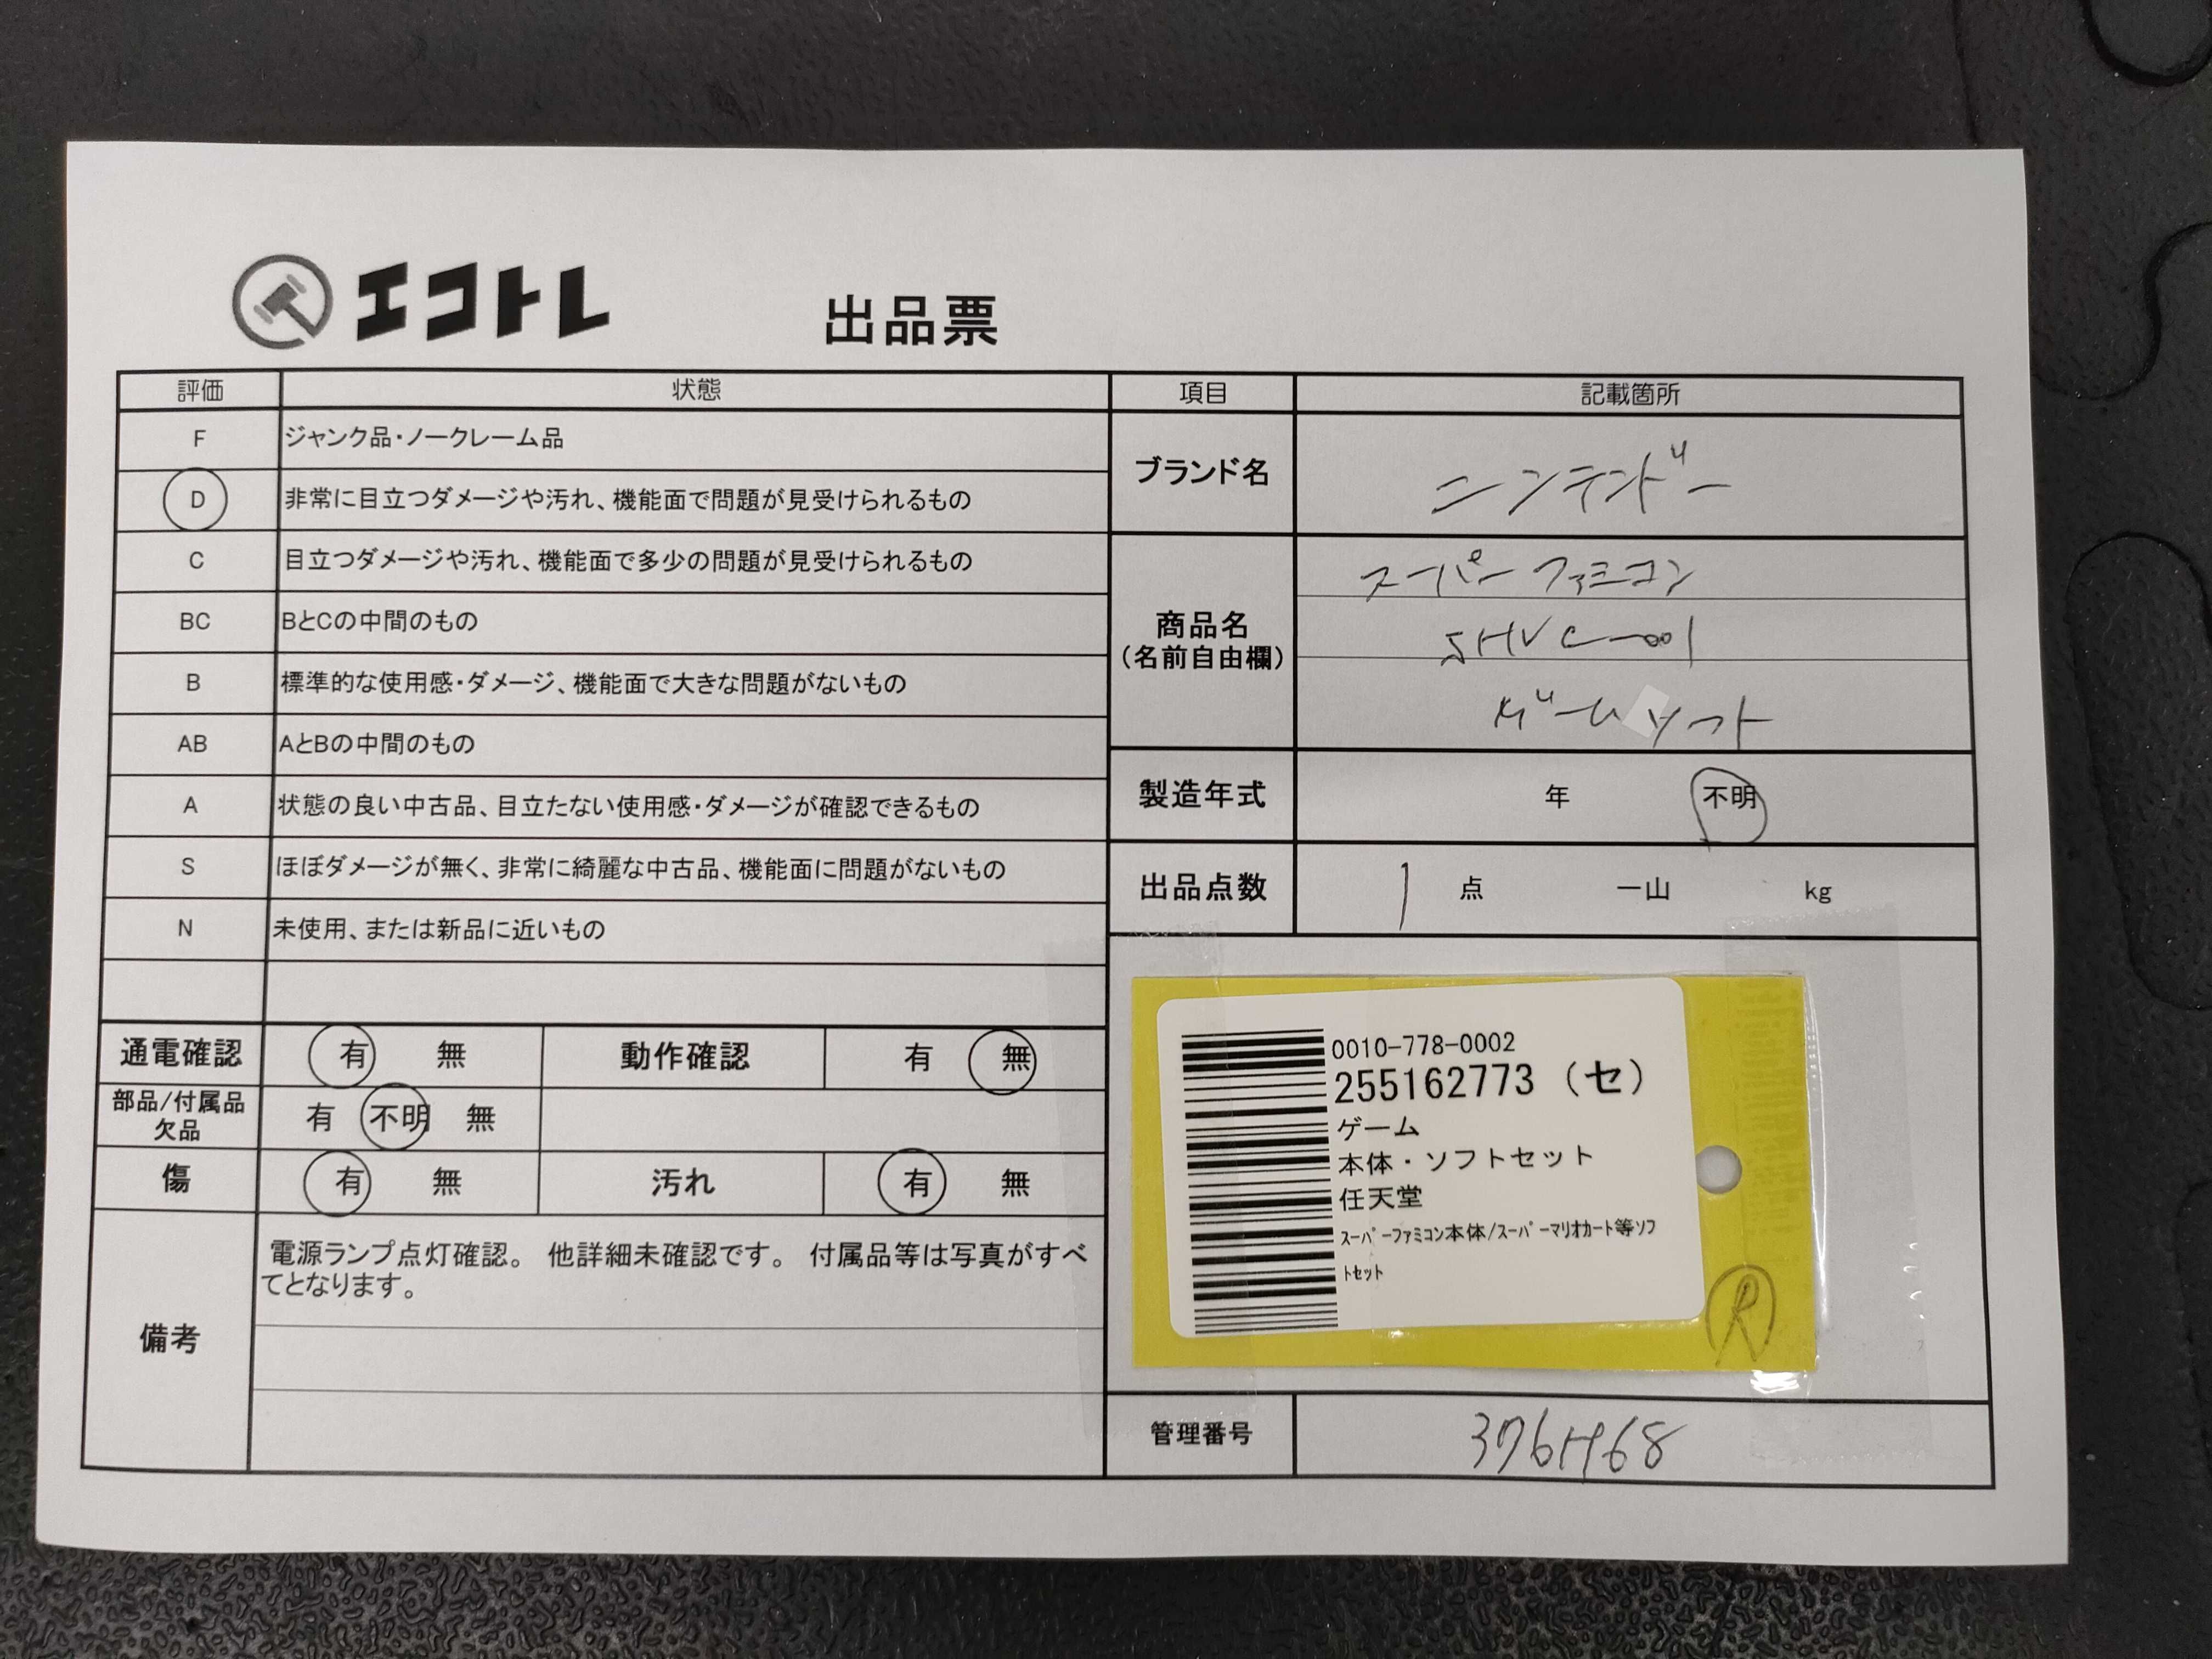 エコトレ
出品票
評価 状態
F ジャンク品・ノークレーム品
D 非常に目立つダメージや汚れ、機能面で問題が見受けられるもの
C 目立つダメージや汚れ、機能面で多少の問題が見受けられるもの
BC BとCの中間のもの
B 標準的な使用感・ダメージ、機能面で大きな問題がないもの
AB AとBの中間のもの
A 状態の良い中古品、目立たない使用感・ダメージが確認できるもの
S ほぼダメージが無く、非常に綺麗な中古品、機能面に問題がないもの
N 未使用、または新品に近いもの
通電確認 有 無 動作確認 有 無
部品/付属品
欠品
有 不明 無
傷 有 無 汚れ 有 無
備考
電源ランプ点灯確認。 他詳細未確認です。 付属品等は写真がすべ
てとなります。
項目 記載箇所
ブランド名 ニンテンドー
商品名
(名前自由欄)
スーパーファミコン
SHVC-001
ゲームソフト
製造年式 年 不明
出品点数 1 点 一山 kg
0010-778-0002
255162773 (セ)
ゲーム
本体・ソフトセット
任天堂
ｽｰﾊﾟｰﾌｧﾐｺﾝ本体/ｽｰﾊﾟｰﾏﾘｵｶｰﾄ等ｿﾌ
ﾄｾｯﾄ
R
管理番号 376H68